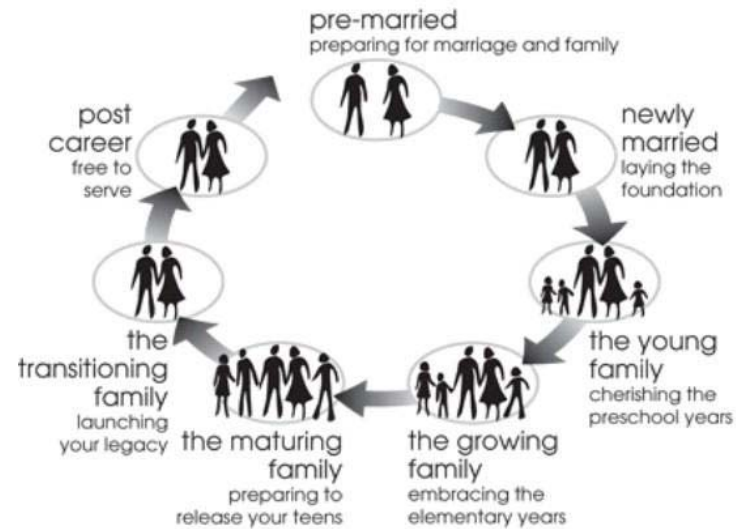 pre-married
preparing for marriage and family
newly
married
laying the
foundation
the young
family
cherishing the
preschool years
the growing
family
embracing the
elementary years
the maturing
family
preparing to
release your teens
the
transitioning
family
launching
your legacy
post
career
free to
serve